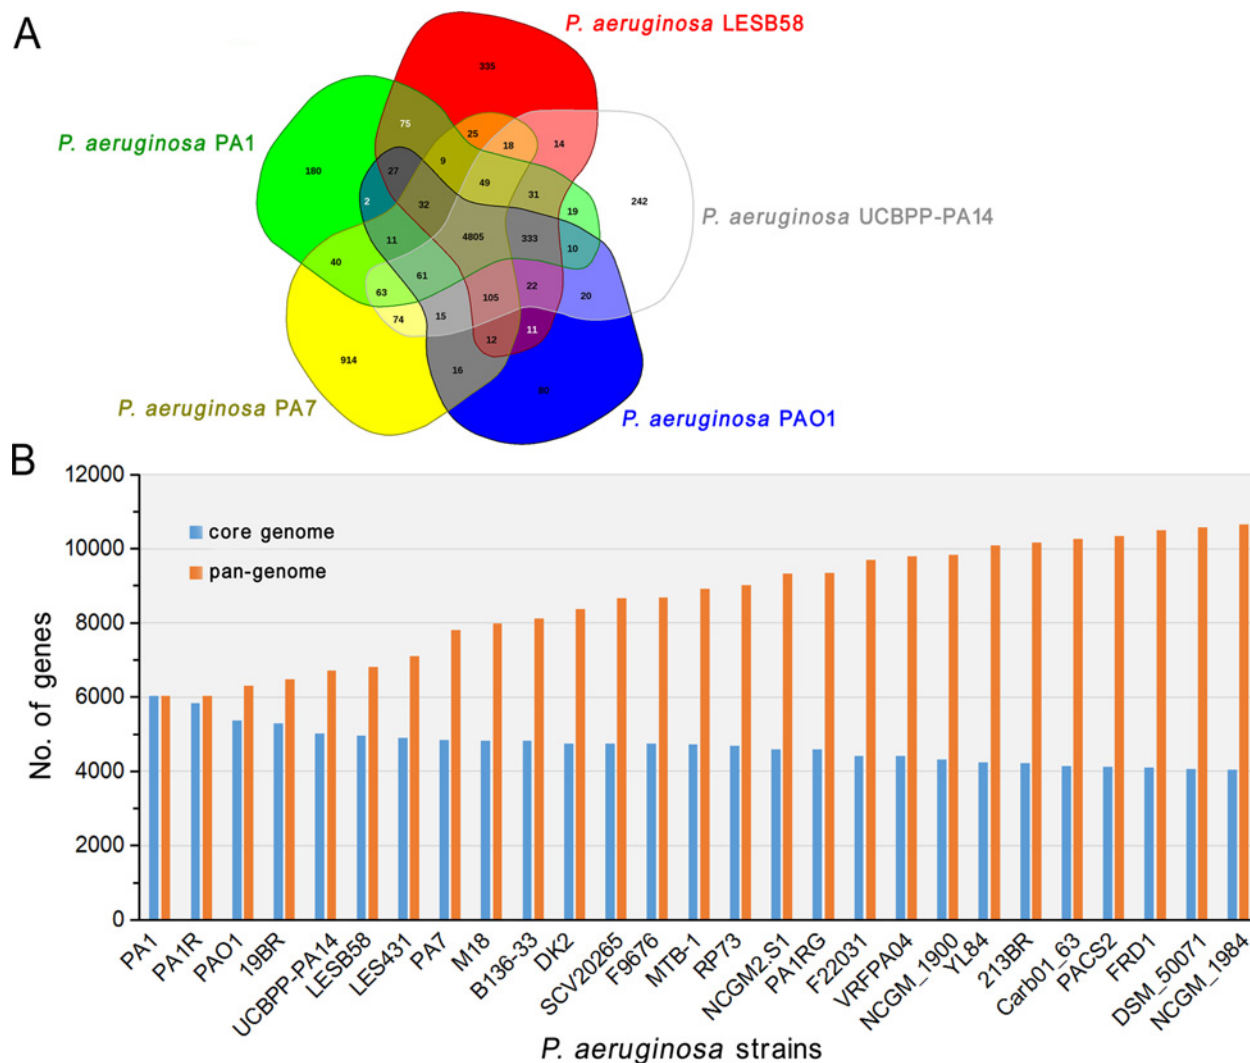 A
P. aeruginosa LESB58
335
75
25
18
14
P. aeruginosa PA1
180
27
9
49
31
19
242
2
32
P. aeruginosa UCBPP-PA14
11
4805
333
10
40
61
63
105
22
20
74
15
12
11
914
16
80
P. aeruginosa PA7
P. aeruginosa PAO1
B
12000
10000
8000
6000
4000
2000
0
No. of genes
core genome
pan-genome
PA1
PA1R
PAO1
19BR
UCBPP-PA14
LESB58
LES431
PA7
M18
B136-33
DK2
SCV20265
F9676
MTB-1
RP73
NCGM2.S1
PA1RG
F22031
VRFPA04
NCGM_1900
YL84
213BR
Carb01_63
PACS2
FRD1
DSM_50071
NCGM_1984
P. aeruginosa strains